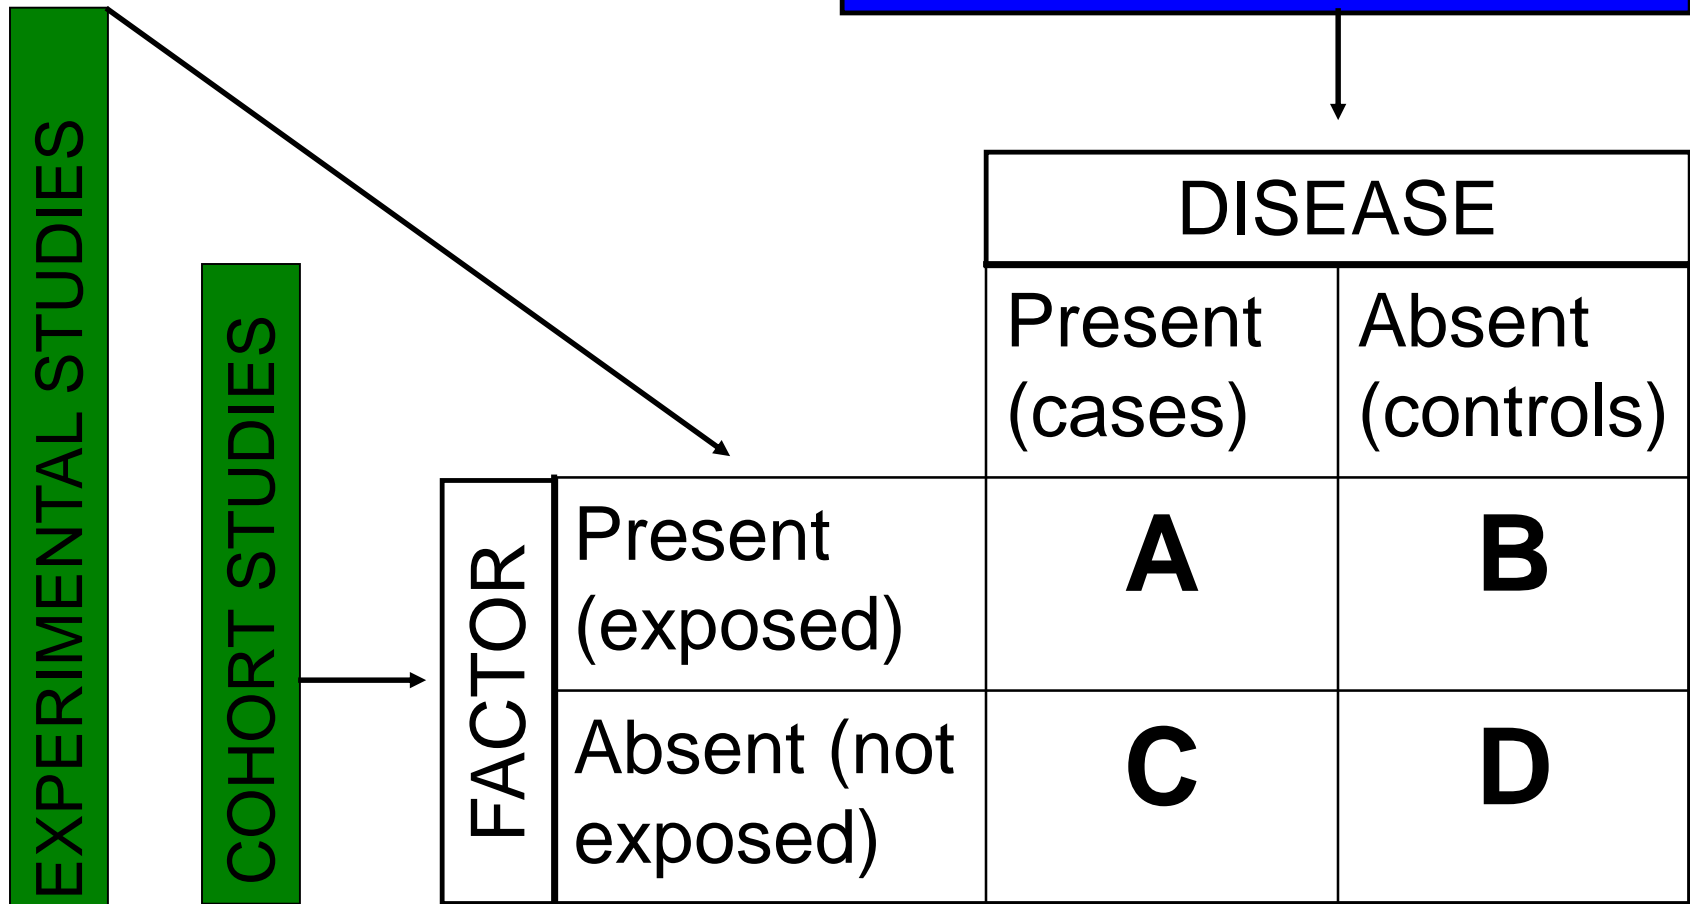 EXPERIMENTAL STUDIES
COHORT STUDIES
DISEASE
Present
(cases)
Absent
(controls)
FACTOR
Present
(exposed)
A
B
Absent (not
exposed)
C
D